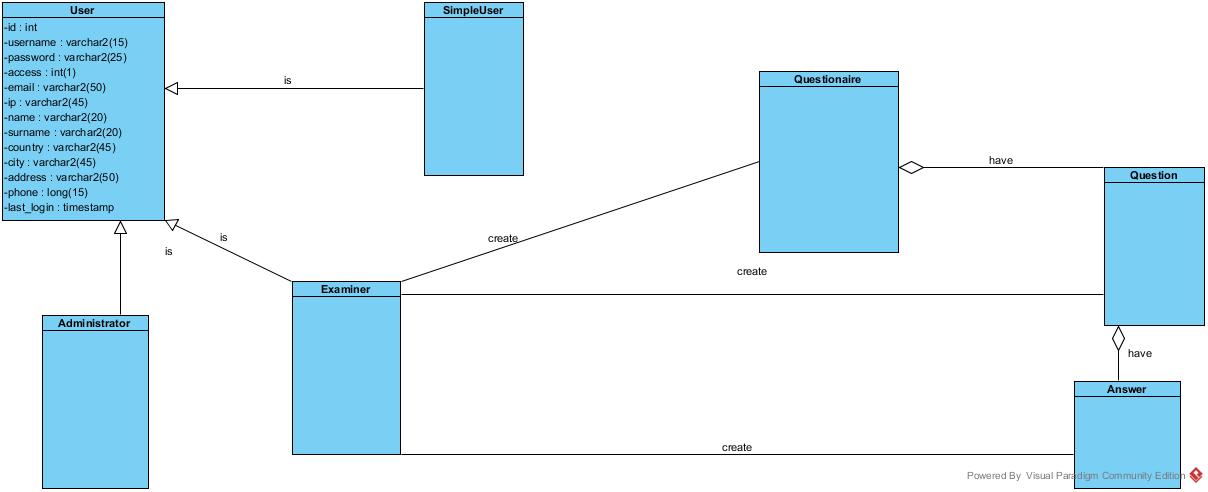 User
-id : int
-username : varchar2(15)
-password : varchar2(25)
-access : int(1)
-email : varchar2(50)
-ip : varchar2(45)
-name : varchar2(20)
-surname : varchar2(20)
-country : varchar2(45)
-city : varchar2(45)
-address : varchar2(50)
-phone : long(15)
-last_login : timestamp
is
SimpleUser
Questionaire
have
Question
is
is
create
create
Examiner
Administrator
have
Answer
create
Powered By Visual Paradigm Community Edition